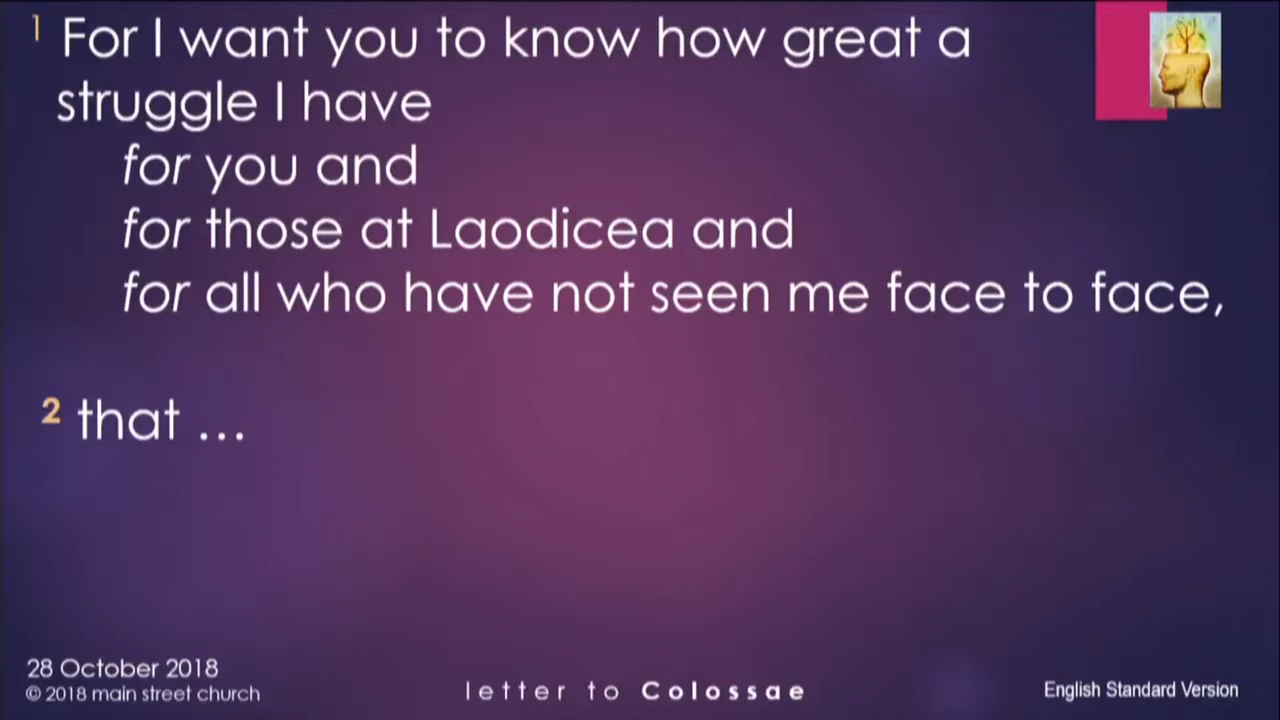 1 For I want you to know how great a
struggle I have
for you and
for those at Laodicea and
for all who have not seen me face to face,
2 that …
28 October 2018
© 2018 main street church
letter to Colossae
English Standard Version